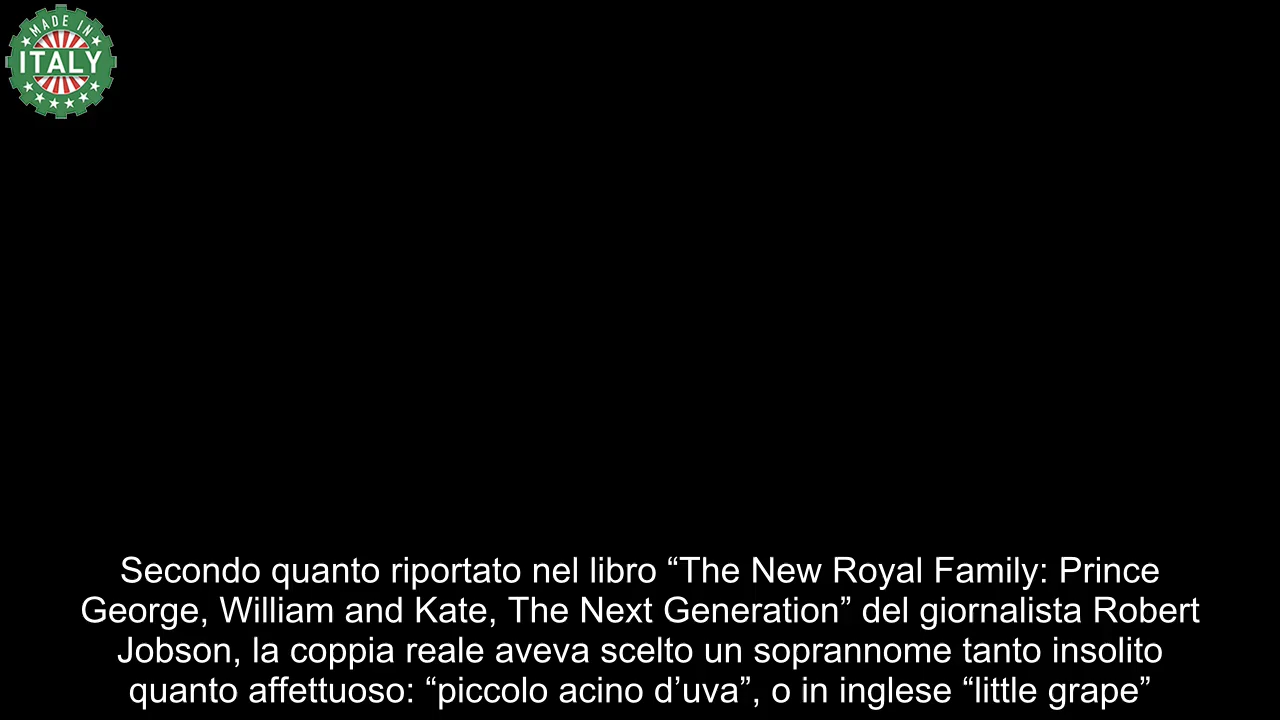 MADE IN
ITALY
Secondo quanto riportato nel libro “The New Royal Family: Prince
George, William and Kate, The Next Generation” del giornalista Robert
Jobson, la coppia reale aveva scelto un soprannome tanto insolito
quanto affettuoso: “piccolo acino d’uva”, o in inglese “little grape”